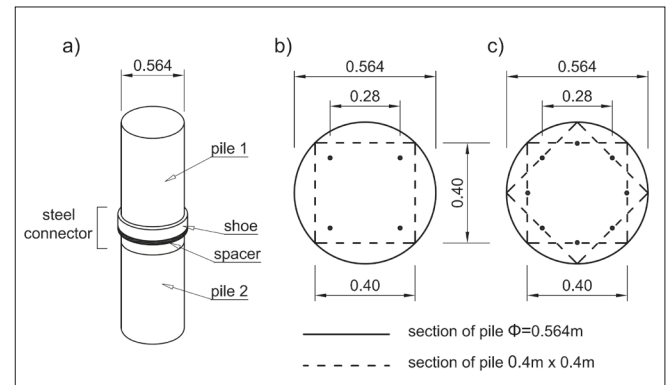 a)
0.564
pile 1
steel
connector
shoe
spacer
pile 2
b)
0.564
0.28
0.40
0.40
c)
0.564
0.28
0.40
section of pile Φ=0.564m
section of pile 0.4m x 0.4m